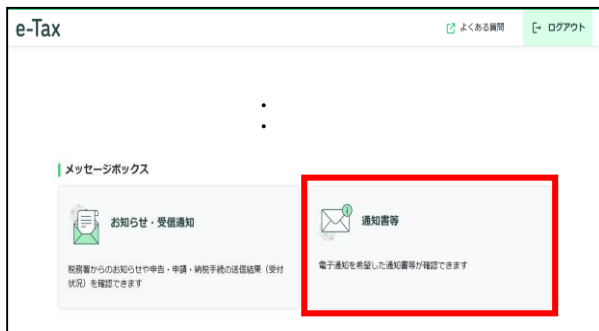 e-Tax
よくある質問
ログアウト
メッセージボックス
お知らせ・受信通知
税務署からのお知らせや申告・申請・納税手続の送信結果（受付
状況）を確認できます
通知書等
電子通知を希望した通知書等が確認できます